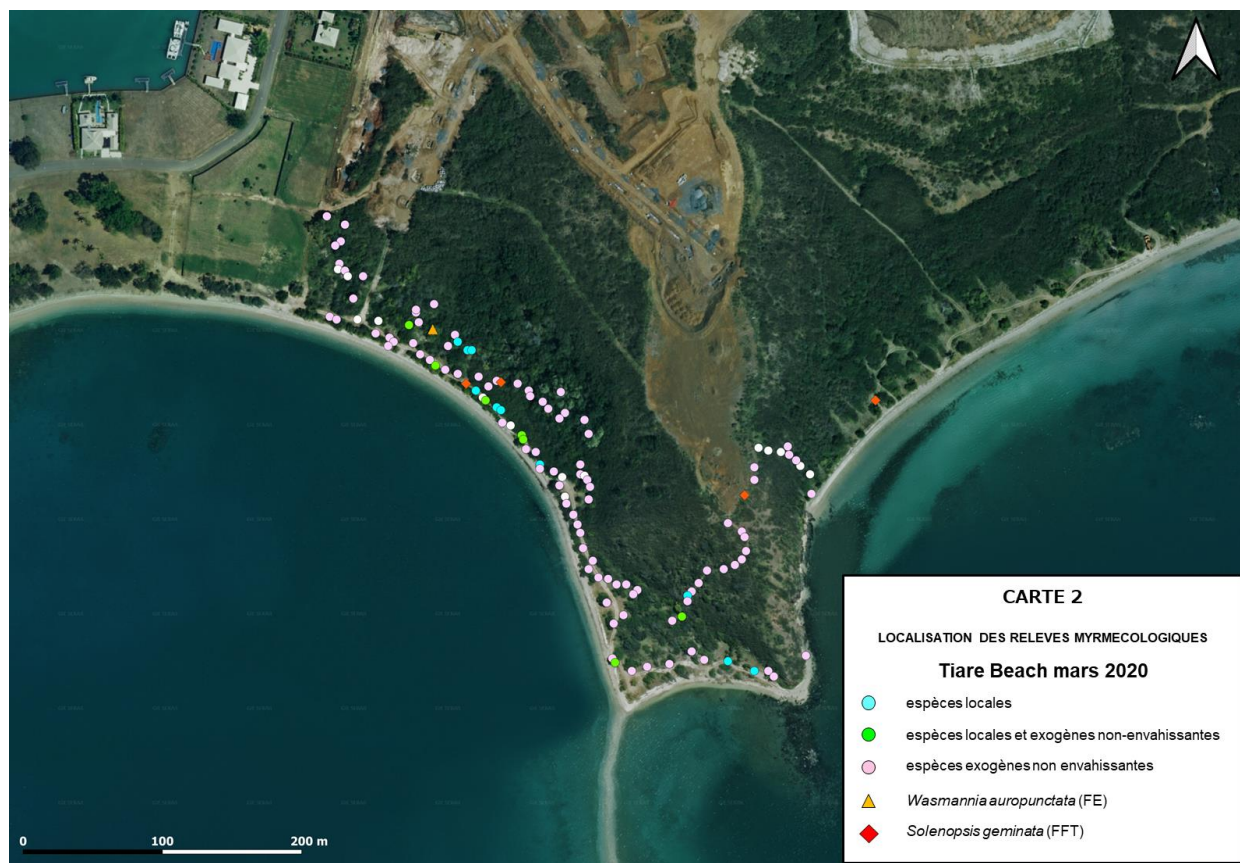 CARTE 2
LOCALISATION DES RELEVES MYRMECOLOGIQUES
Tiare Beach mars 2020
espèces locales
espèces locales et exogènes non-envahissantes
espèces exogènes non envahissantes
Wasmannia auropunctata (FE)
Solenopsis geminata (FFT)
0 100 200 m